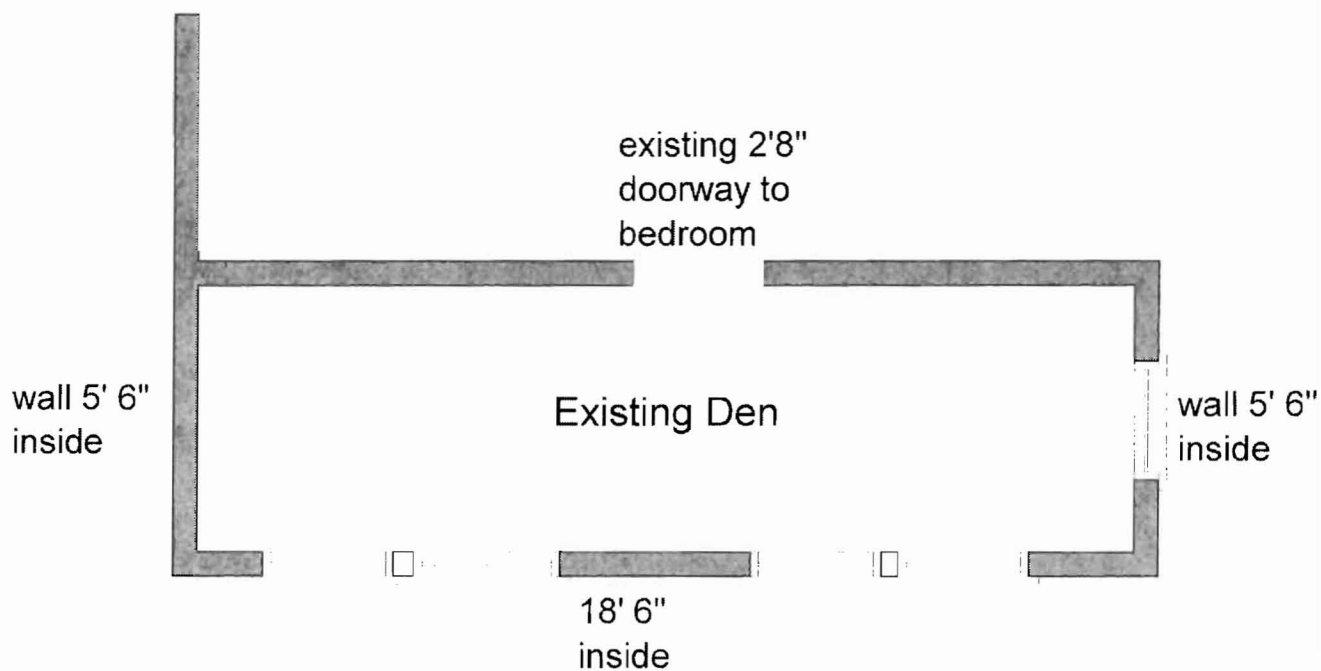 existing 2'8"
doorway to
bedroom
wall 5' 6"
inside
Existing Den
wall 5' 6"
inside
18' 6"
inside